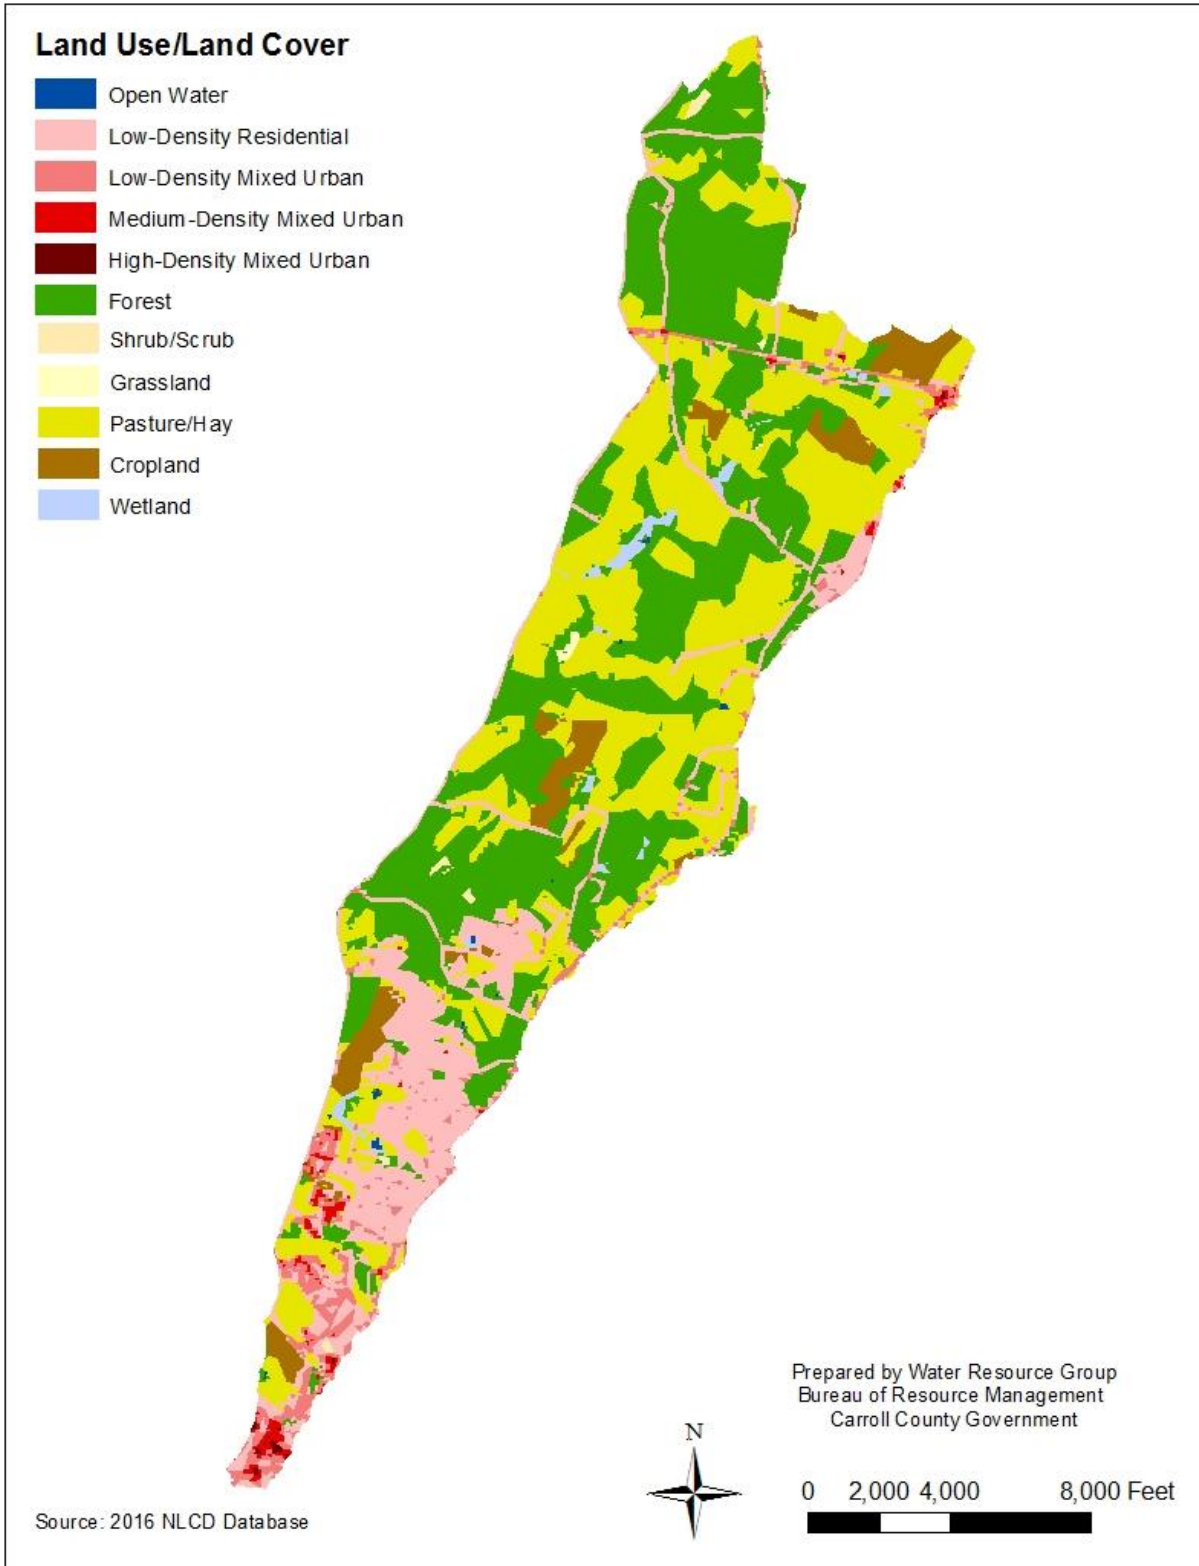 Land Use/Land Cover
Open Water
Low-Density Residential
Low-Density Mixed Urban
Medium-Density Mixed Urban
High-Density Mixed Urban
Forest
Shrub/Scrub
Grassland
Pasture/Hay
Cropland
Wetland
Prepared by Water Resource Group
Bureau of Resource Management
Carroll County Government
N
0 2,000 4,000 8,000 Feet
Source: 2016 NLCD Database